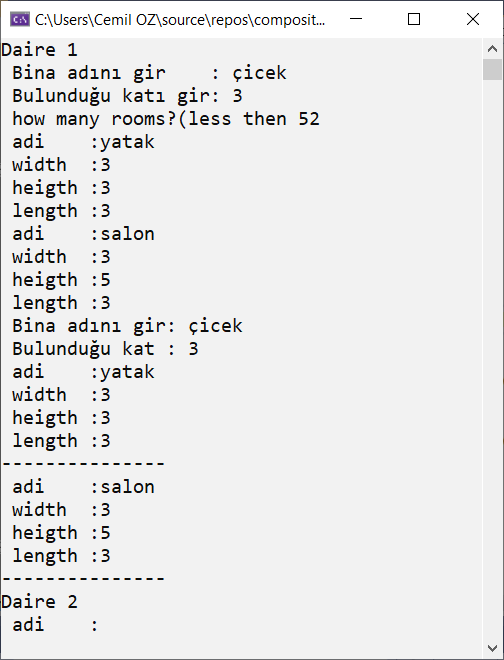 C:\Users\Cemil OZ\source\repos\composit...
Daire 1
Bina adını gir    : çicek
Bulunduğu katı gir: 3
how many rooms?(less then 52
adi    :yatak
width  :3
heigth :3
length :3
adi    :salon
width  :3
heigth :5
length :3
Bina adını gir: çicek
Bulunduğu kat : 3
adi    :yatak
width  :3
heigth :3
length :3
---------------
adi    :salon
width  :3
heigth :5
length :3
---------------
Daire 2
adi    :